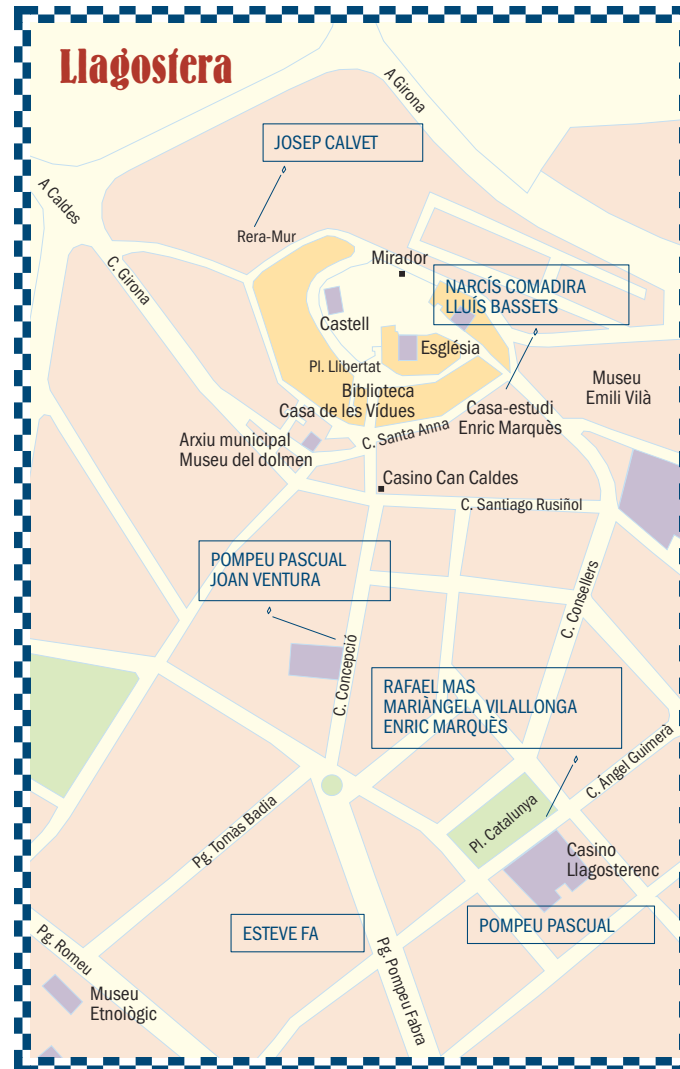 Llagostera
A Girona
JOSEP CALVET
A Caldes
Rera-Mur
C. Girona
Mirador
NARCÍS COMADIRA
LLUÍS BASSETS
Castell
Església
Pl. Llibertat
Museu
Emili Vilà
Biblioteca
Casa de les Vídues
Casa-estudi
Enric Marquès
C. Santa Anna
Arxiu municipal
Museu del dolmen
Casino Can Caldes
C. Santiago Rusiñol
POMPEU PASCUAL
JOAN VENTURA
C. Consellers
C. Concepció
RAFAEL MAS
MARIÀNGELA VILALLONGA
ENRIC MARQUÈS
C. Ángel Guimerà
Pl. Catalunya
Pg. Tomàs Badia
Casino
Llagosterenc
ESTEVE FA
POMPEU PASCUAL
Pg. Romeu
Pg. Pompeu Fabra
Museu
Etnològic